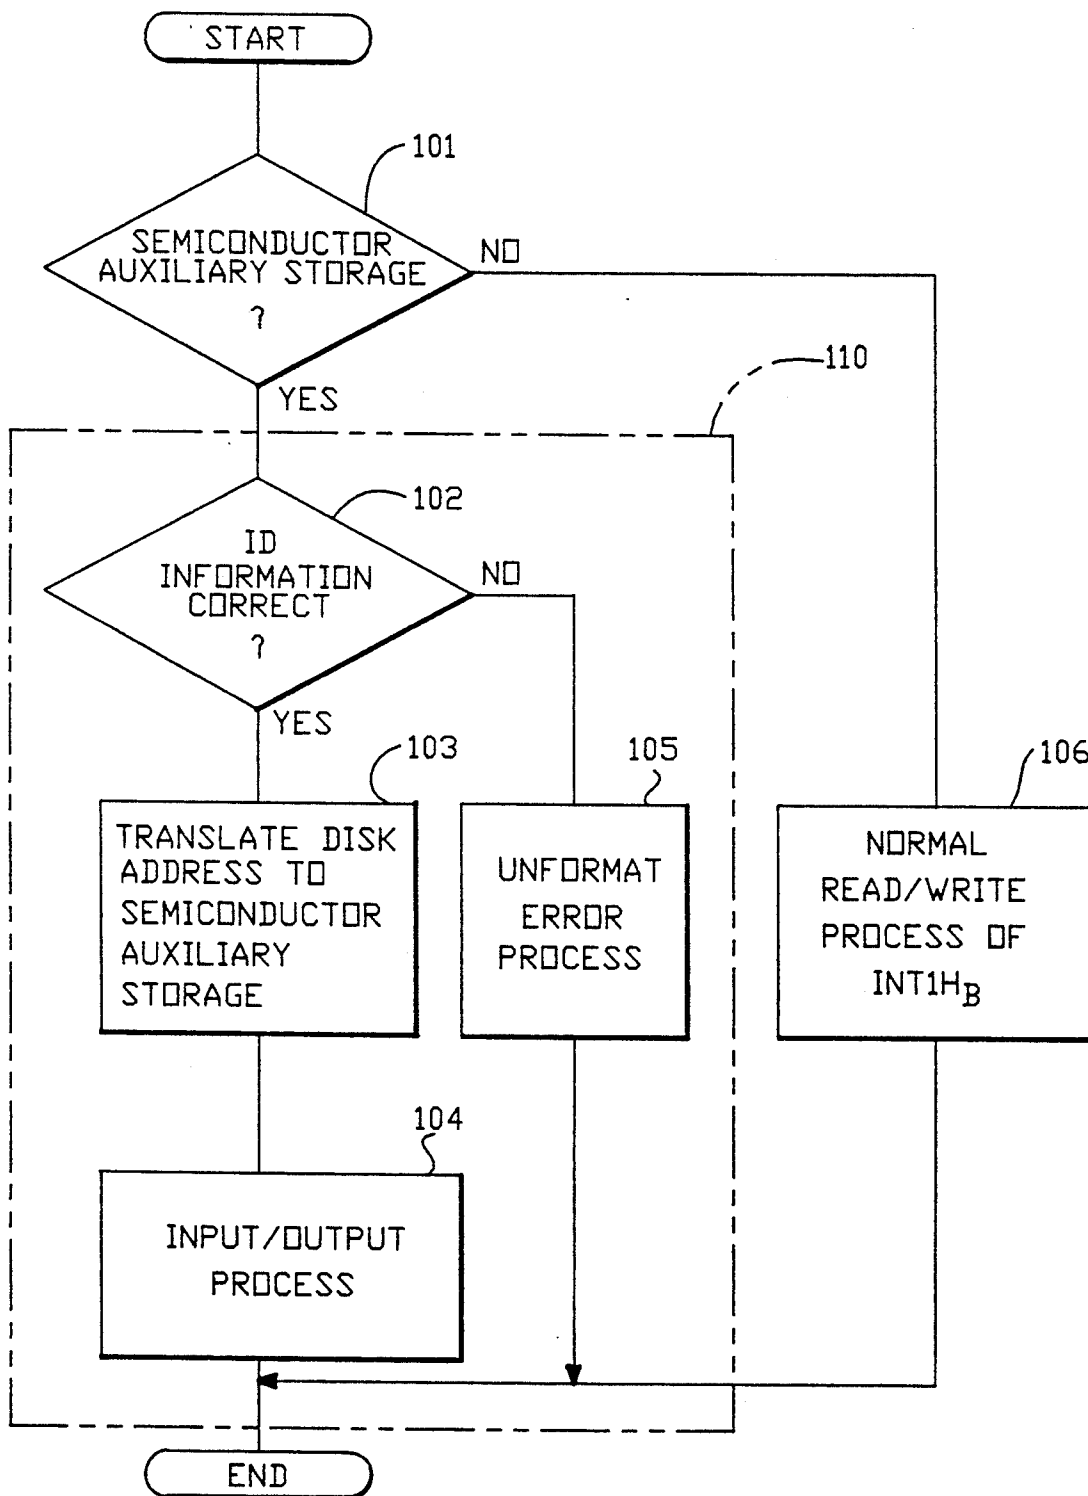 START
101
SEMICONDUCTOR
AUXILIARY STORAGE
?
NO
YES
110
102
ID
INFORMATION
CORRECT
?
NO
YES
103
TRANSLATE DISK
ADDRESS TO
SEMICONDUCTOR
AUXILIARY
STORAGE
105
UNFORMAT
ERROR
PROCESS
106
NORMAL
READ/WRITE
PROCESS OF
INT1HB
104
INPUT/OUTPUT
PROCESS
END